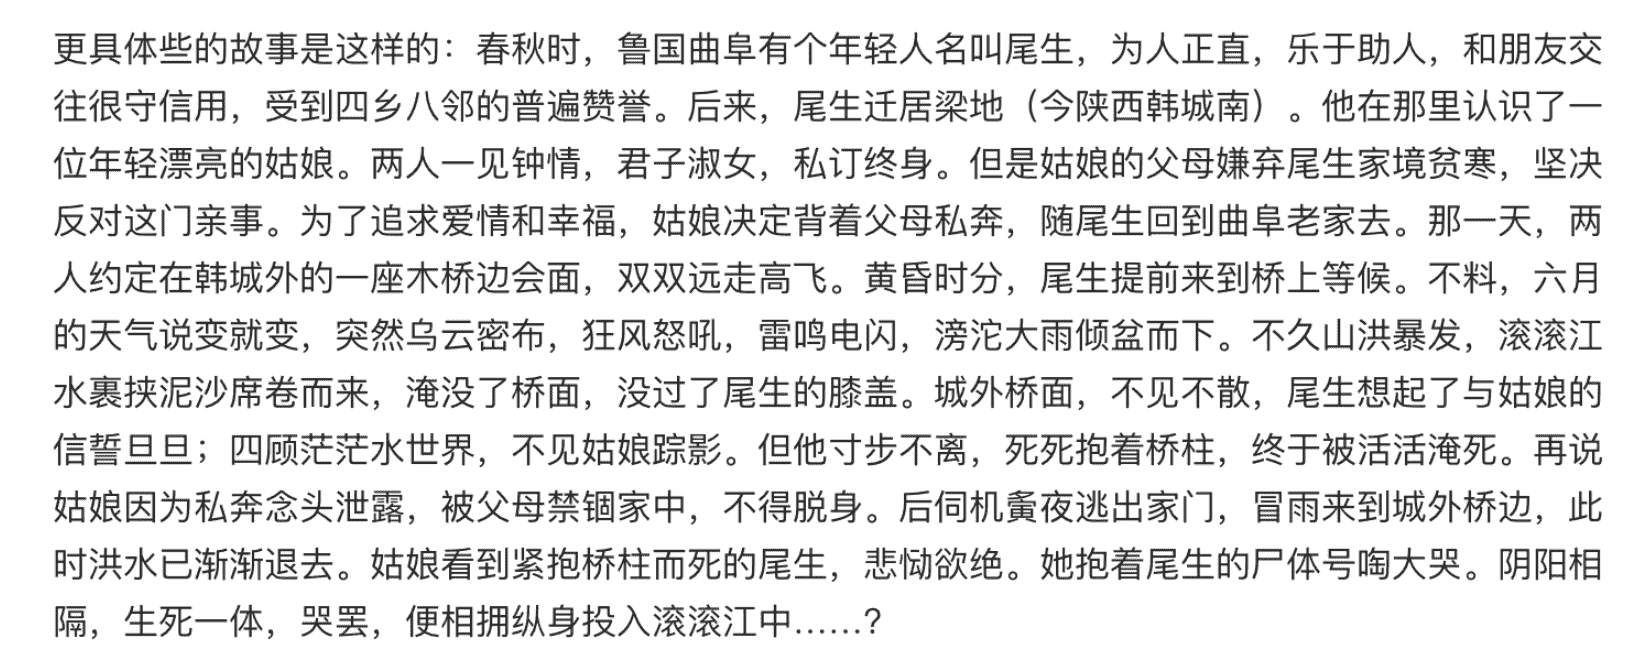 更具体些的故事是这样的：春秋时，鲁国曲阜有个年轻人名叫尾生，为人正直，乐于助人，和朋友交
往很守信用，受到四乡八邻的普遍赞誉。后来，尾生迁居梁地（今陕西韩城南）。他在那里认识了一
位年轻漂亮的姑娘。两人一见钟情，君子淑女，私订终身。但是姑娘的父母嫌弃尾生家境贫寒，坚决
反对这门亲事。为了追求爱情和幸福，姑娘决定背着父母私奔，随尾生回到曲阜老家去。那一天，两
人约定在韩城外的一座木桥边会面，双双远走高飞。黄昏时分，尾生提前来到桥上等候。不料，六月
的天气说变就变，突然乌云密布，狂风怒吼，雷鸣电闪，滂沱大雨倾盆而下。不久山洪暴发，滚滚江
水裹挟泥沙席卷而来，淹没了桥面，没过了尾生的膝盖。城外桥面，不见不散，尾生想起了与姑娘的
信誓旦旦；四顾茫茫水世界，不见姑娘踪影。但他寸步不离，死死抱着桥柱，终于被活活淹死。再说
姑娘因为私奔念头泄露，被父母禁锢家中，不得脱身。后伺机夤夜逃出家门，冒雨来到城外桥边，此
时洪水已渐渐退去。姑娘看到紧抱桥柱而死的尾生，悲恸欲绝。她抱着尾生的尸体号啕大哭。阴阳相
隔，生死一体，哭罢，便相拥纵身投入滚滚江中……?